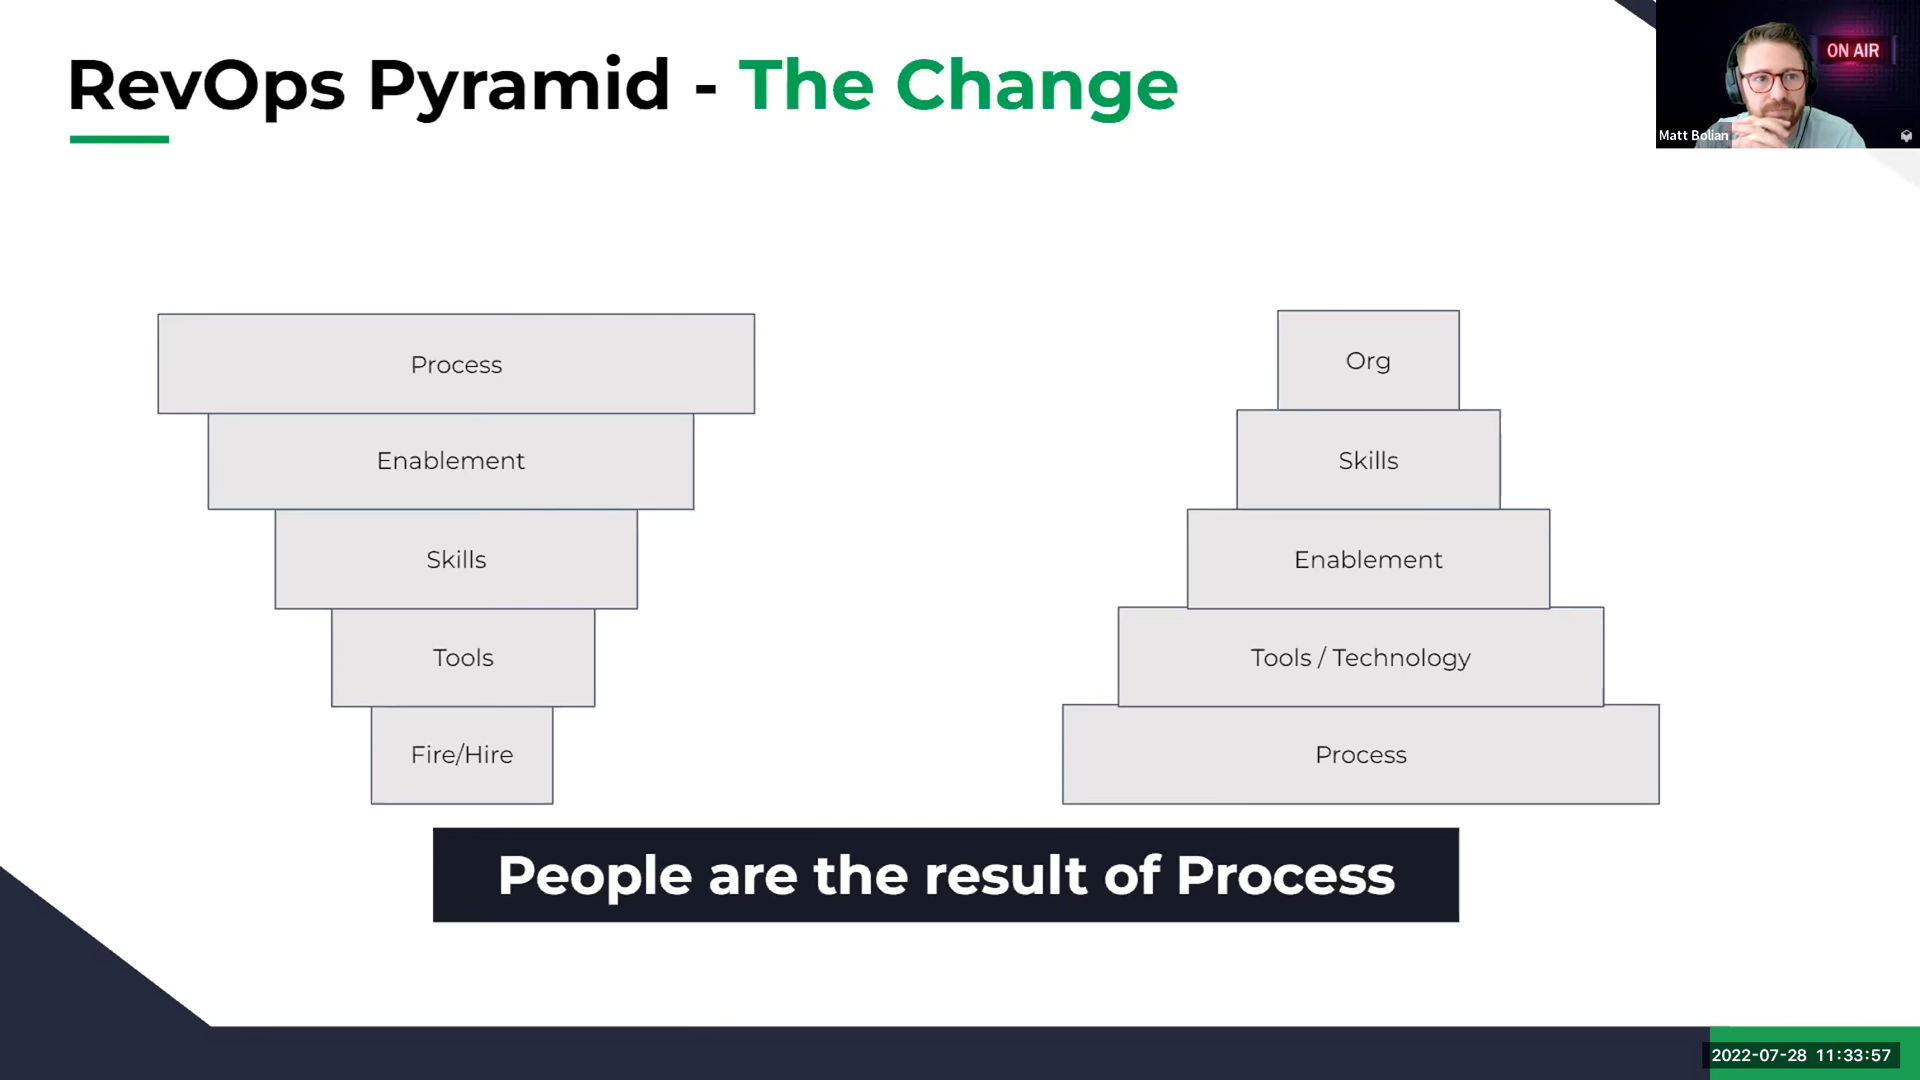 RevOps Pyramid - The Change
ON AIR
Matt Bolian
Process
Enablement
Skills
Tools
Fire/Hire
Org
Skills
Enablement
Tools / Technology
Process
People are the result of Process
2022-07-28 11:33:57